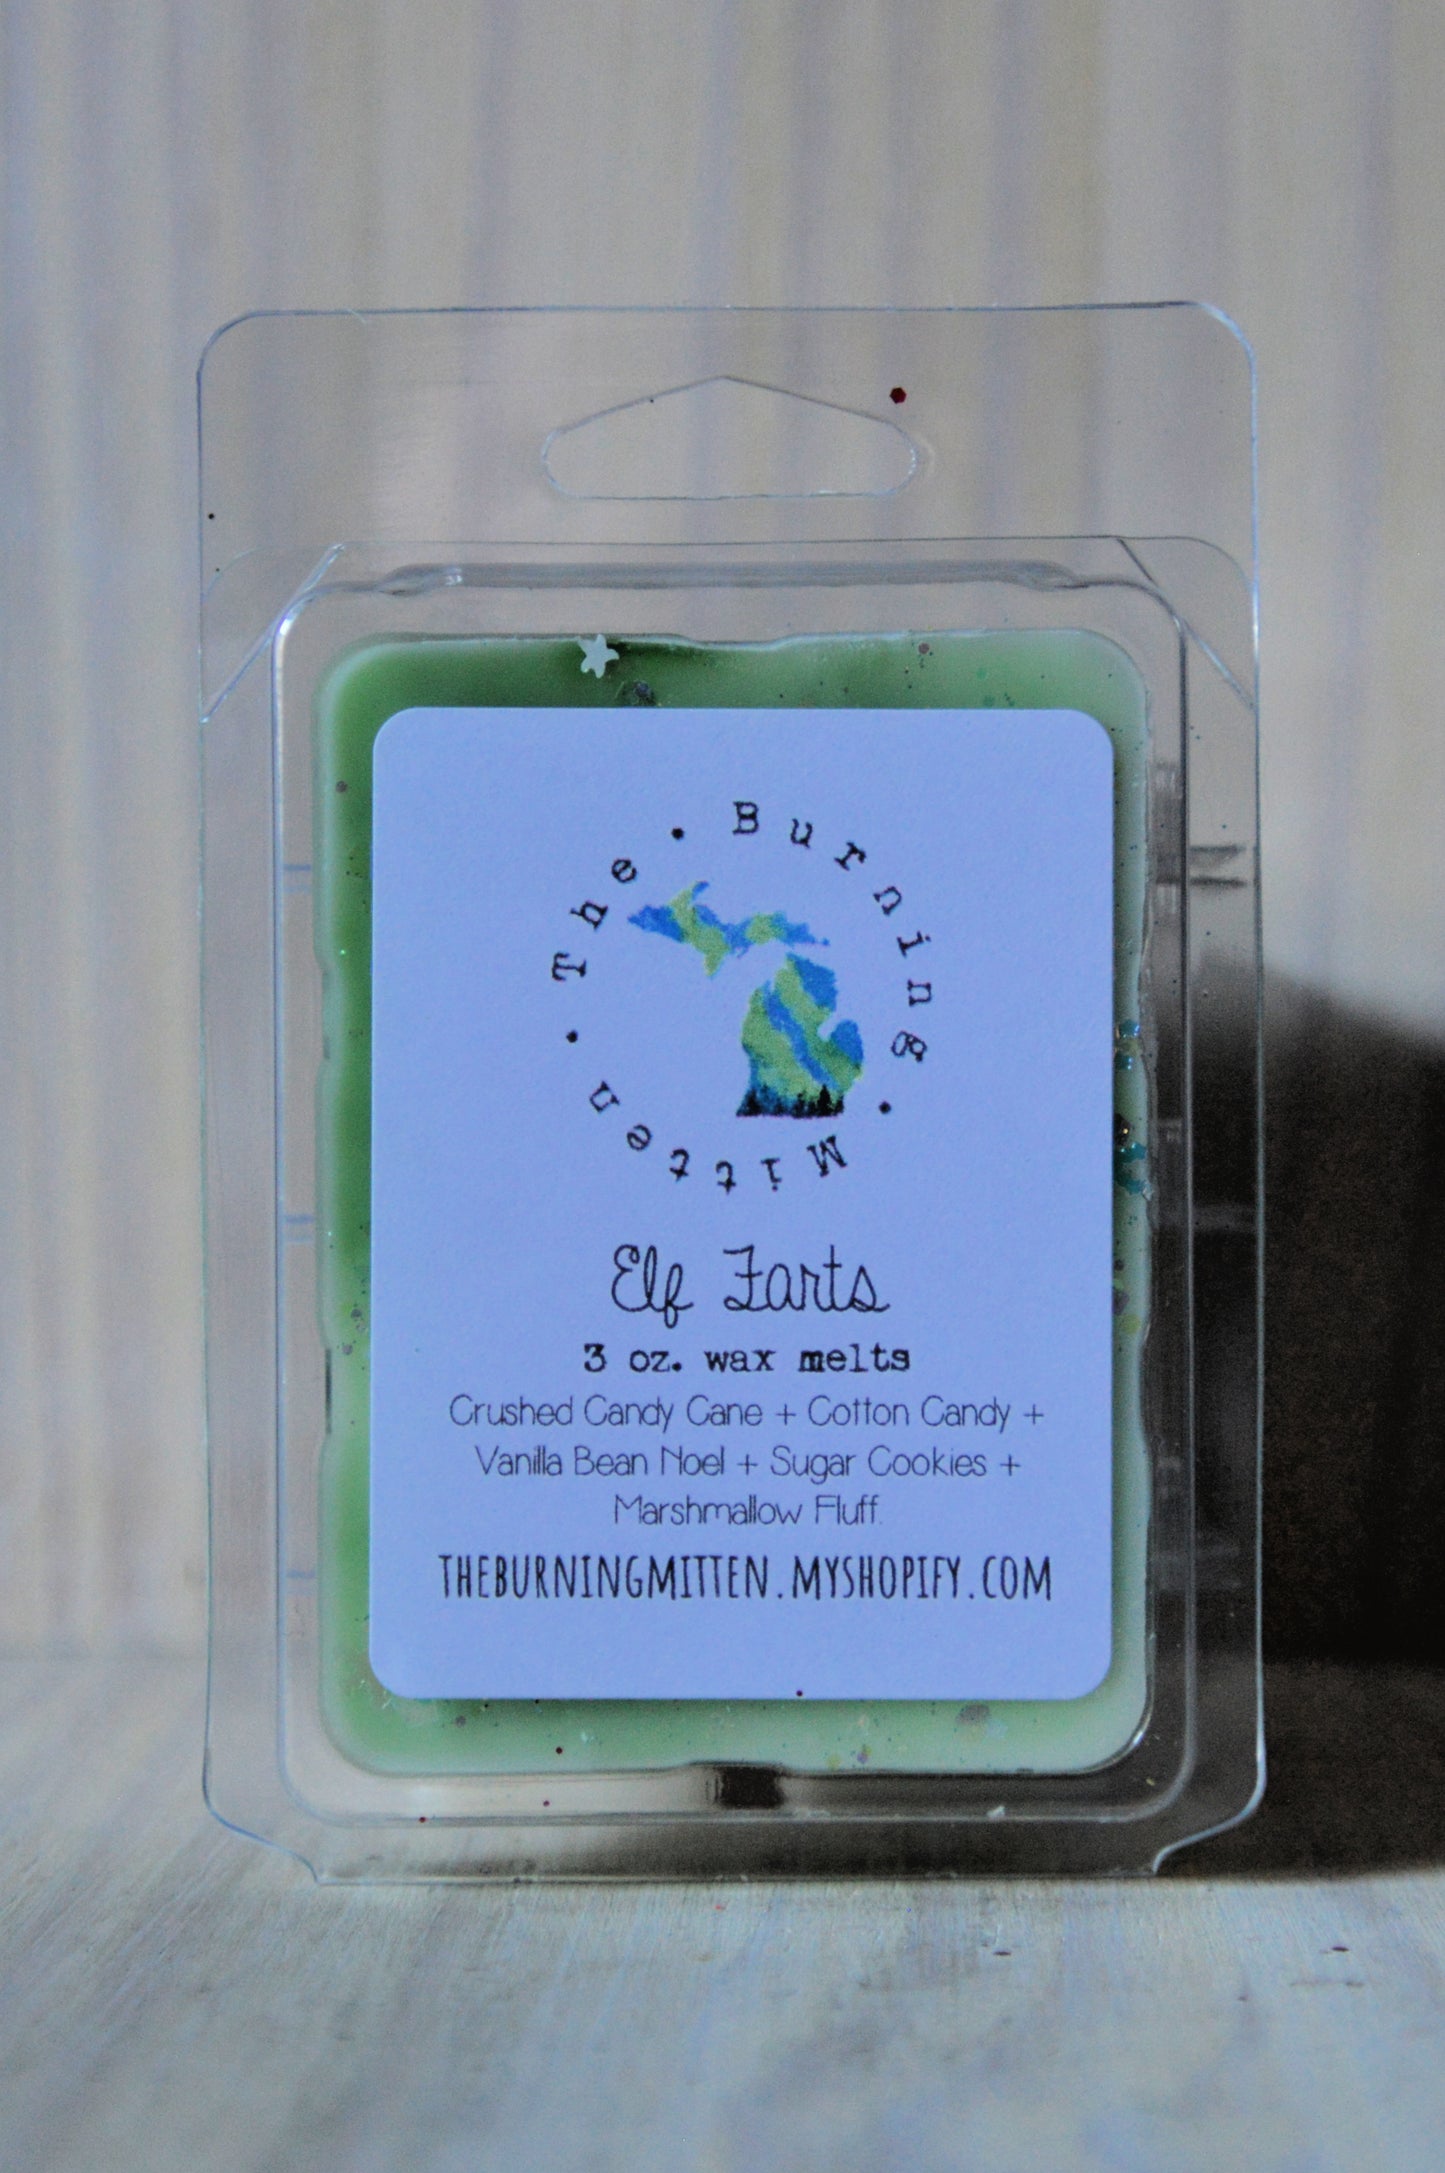 The • Burning • Mitten •
Elf Farts
3 oz. wax melts
Crushed Candy Cane + Cotton Candy +
Vanilla Bean Noel + Sugar Cookies +
Marshmallow Fluff.
THEBURNINGMITTEN.MYSHOPIFY.COM